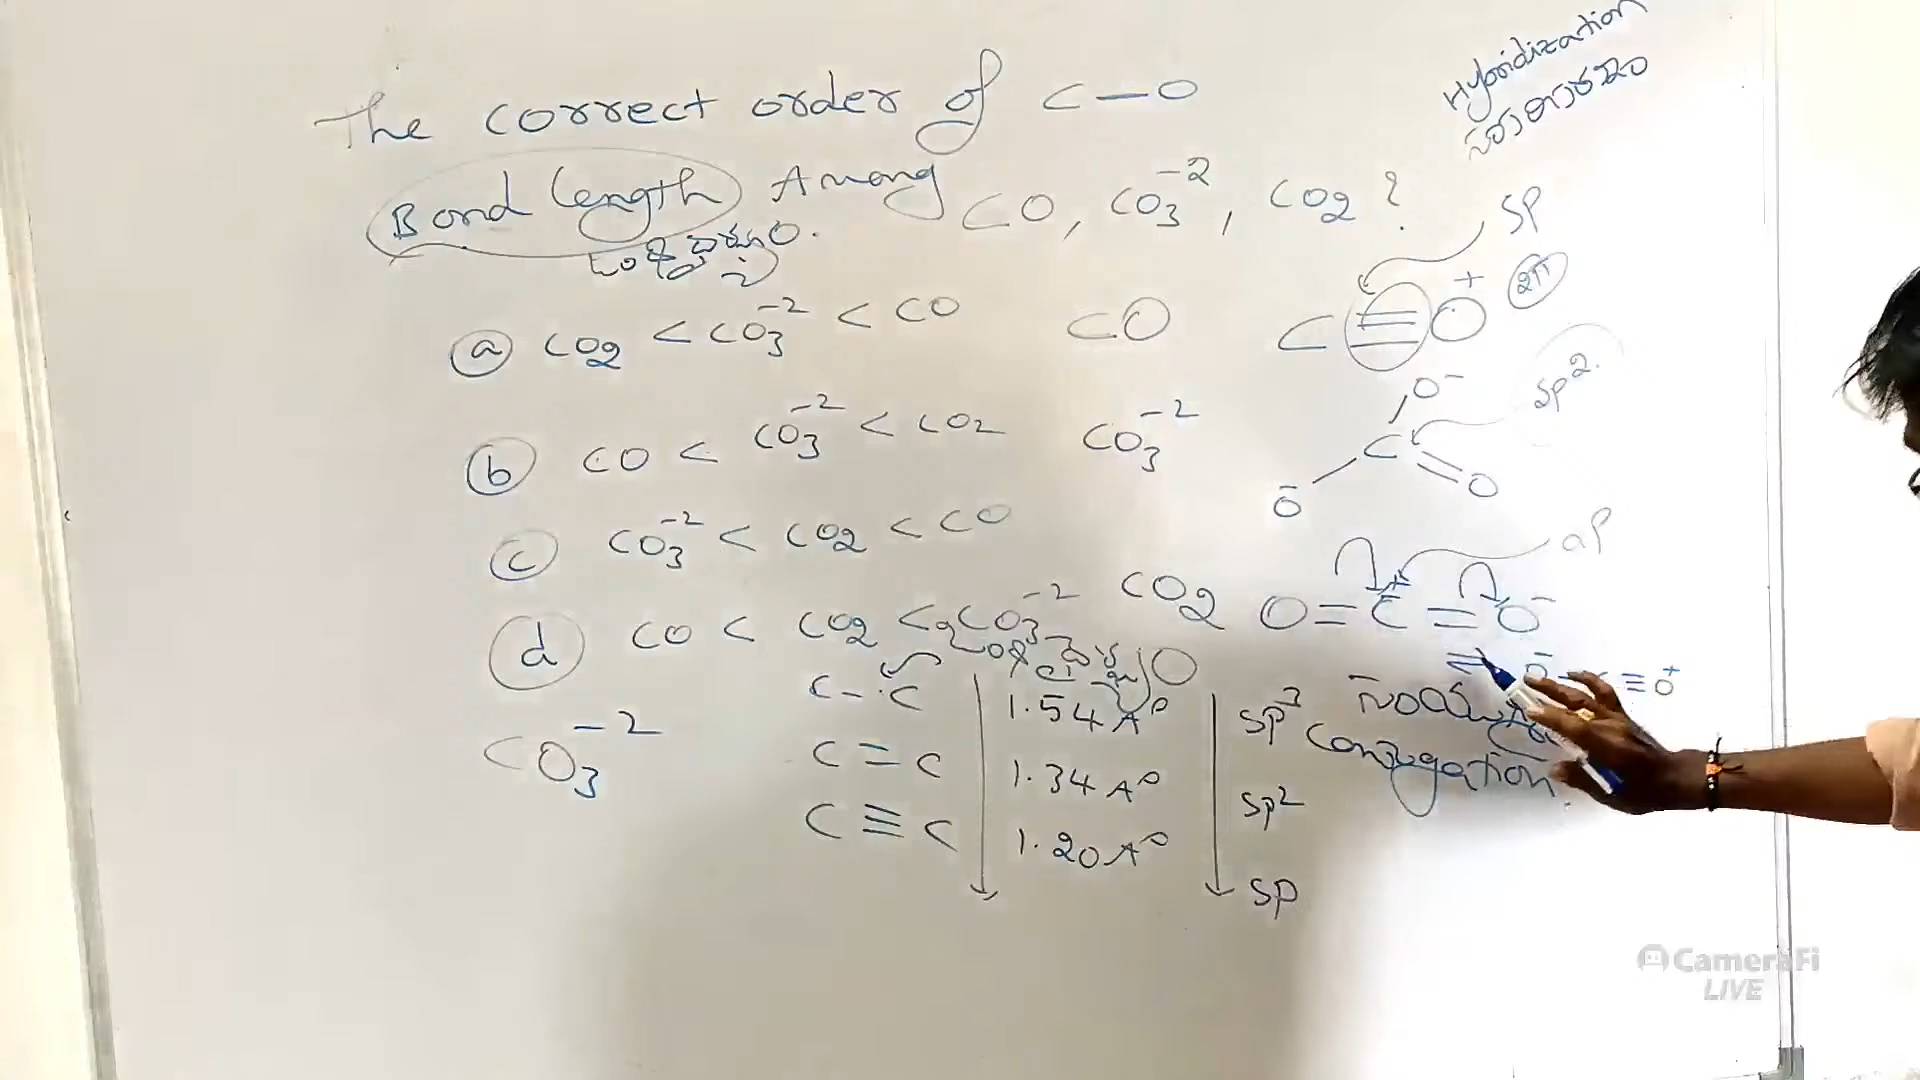 Hybridization
The correct order of C—O
Bond length Among CO, CO3^-2, CO2 ?
SP
(a) CO2 < CO3^-2 < CO
CO C≡O^+ 2π
(b) CO < CO3^-2 < CO2
CO3^-2 O^- C =O O^- SP2.
(c) CO3^-2 < CO2 < CO
(d) CO < CO2 < CO3^-2
CO2 O=C^+=O^-
O^- ≡O^+
C-C 1.54 A° SP3
Conjugation.
CO3^-2
C=C 1.34 A° SP2
C≡C 1.20 A° SP
CameraFi
LIVE